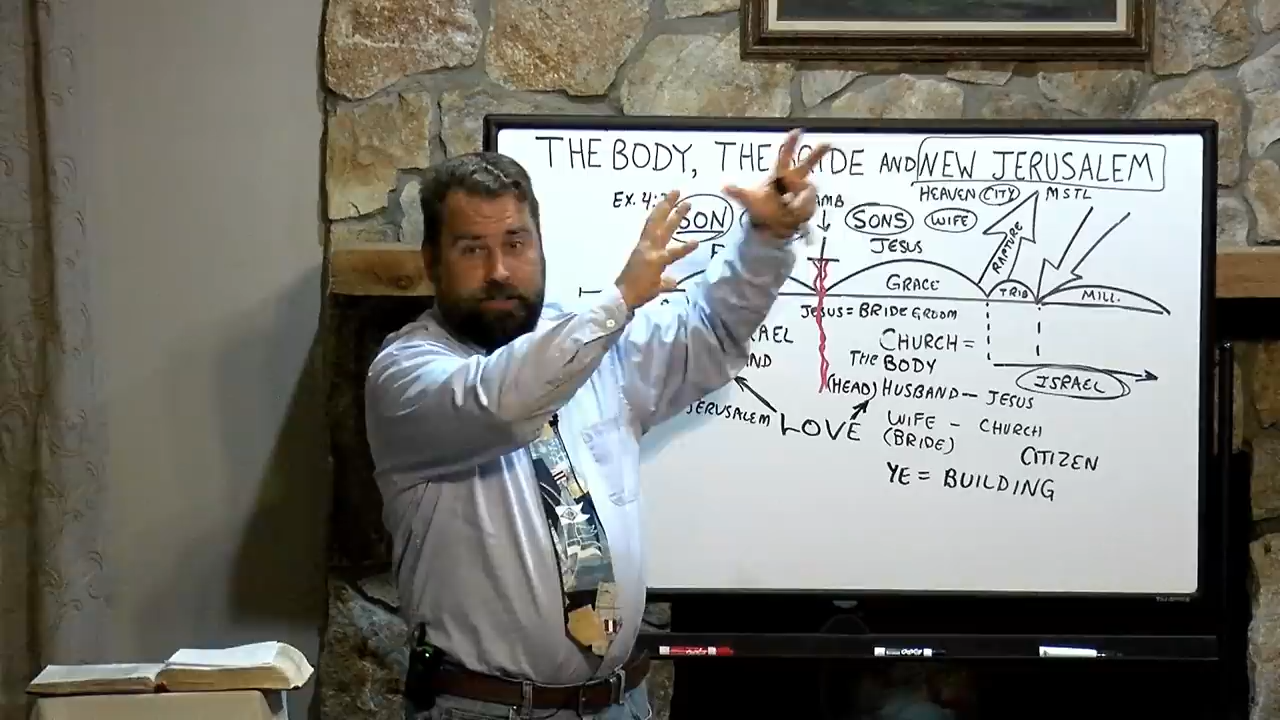 THE BODY, THE BRIDE AND NEW JERUSALEM
HEAVEN CITY MSTL
EX. 4:
SON
SONS WIFE
JESUS
RAPTURE
GRACE
TRIB
MILL.
JESUS = BRIDEGROOM
CHURCH =
THE BODY
(HEAD) HUSBAND - JESUS
ISRAEL
JERUSALEM LOVE
WIFE - CHURCH
(BRIDE)
CITIZEN
YE = BUILDING